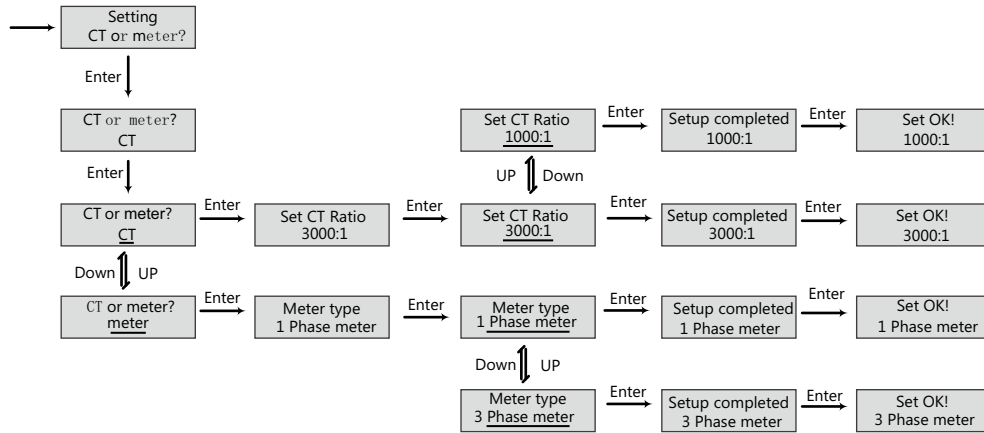 Setting
CT or meter?
Enter
CT or meter?
CT
Set CT Ratio
1000:1
Enter
Setup completed
1000:1
Enter
Set OK!
1000:1
Enter
UP
Down
CT or meter?
CT
Enter
Set CT Ratio
3000:1
Enter
Set CT Ratio
3000:1
Enter
Setup completed
3000:1
Enter
Set OK!
3000:1
Down
UP
CT or meter?
meter
Enter
Meter type
1 Phase meter
Enter
Meter type
1 Phase meter
Enter
Setup completed
1 Phase meter
Enter
Set OK!
1 Phase meter
Down
UP
Meter type
3 Phase meter
Enter
Setup completed
3 Phase meter
Enter
Set OK!
3 Phase meter